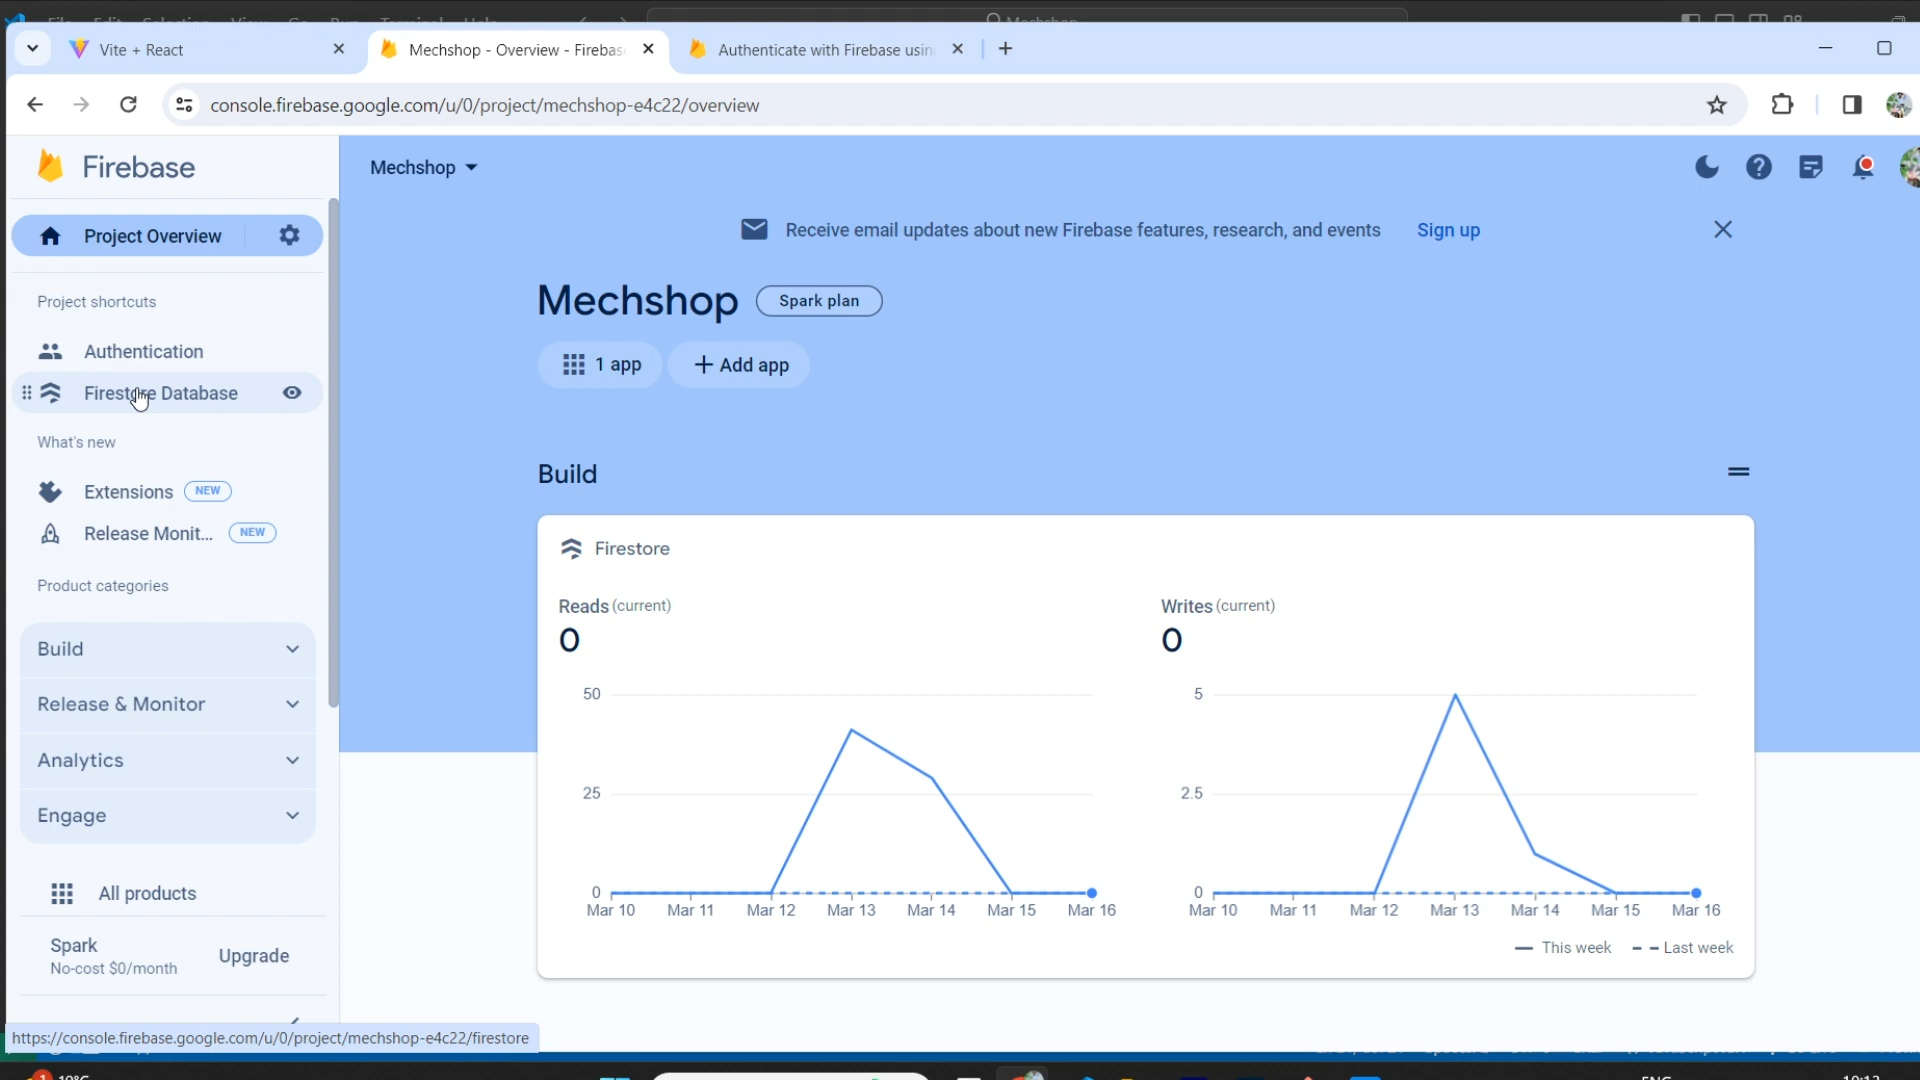 Mechshop
Vite + React
Mechshop - Overview - Firebas
Authenticate with Firebase usin
console.firebase.google.com/u/0/project/mechshop-e4c22/overview
Firebase
Mechshop
Receive email updates about new Firebase features, research, and events Sign up
Project Overview
Mechshop Spark plan
Project shortcuts
Authentication
1 app
Add app
Firestore Database
What's new
Build
Extensions NEW
Release Monit... NEW
Firestore
Product categories
Reads (current)
0
Writes (current)
0
Build
Release & Monitor
Analytics
Engage
50
25
0
Mar 10 Mar 11 Mar 12 Mar 13 Mar 14 Mar 15 Mar 16
5
2.5
0
Mar 10 Mar 11 Mar 12 Mar 13 Mar 14 Mar 15 Mar 16
This week Last week
All products
Spark
No-cost $0/month
Upgrade
https://console.firebase.google.com/u/0/project/mechshop-e4c22/firestore